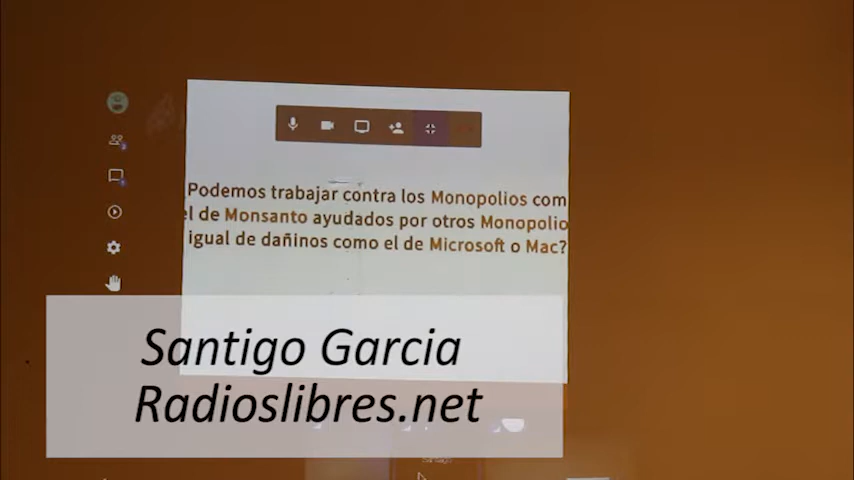 Podemos trabajar contra los Monopolios com
el de Monsanto ayudados por otros Monopolio
igual de dañinos como el de Microsoft o Mac?
Santigo Garcia
Radioslibres.net